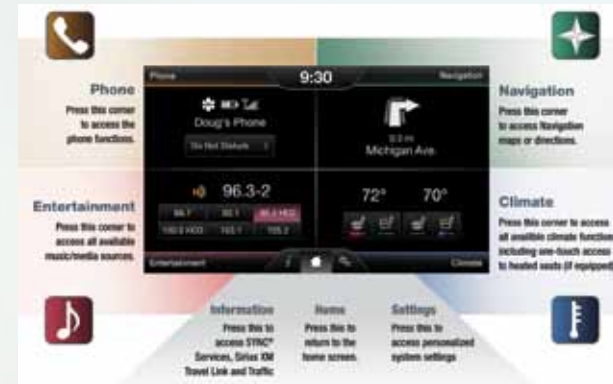 Phone
Press this corner
to access the
phone functions.
Entertainment
Press this corner to
access all available
music/media sources.
Phone
9:30
Navigation
Doug's Phone
Do Not Disturb
0.2 mi
Michigan Ave.
96.3-2
72°
70°
Entertainment
Climate
Navigation
Press this corner
to access Navigation
maps or directions.
Climate
Press this corner to access
all
climate
including one-touch access
to heated seats (if equipped
Information
Press this to
access SYNC®
Services, Sirius XM
Travel Link and Traffic
Home
Press this to
return to the
home screen.
Settings
Press this to
access personalized
system settings